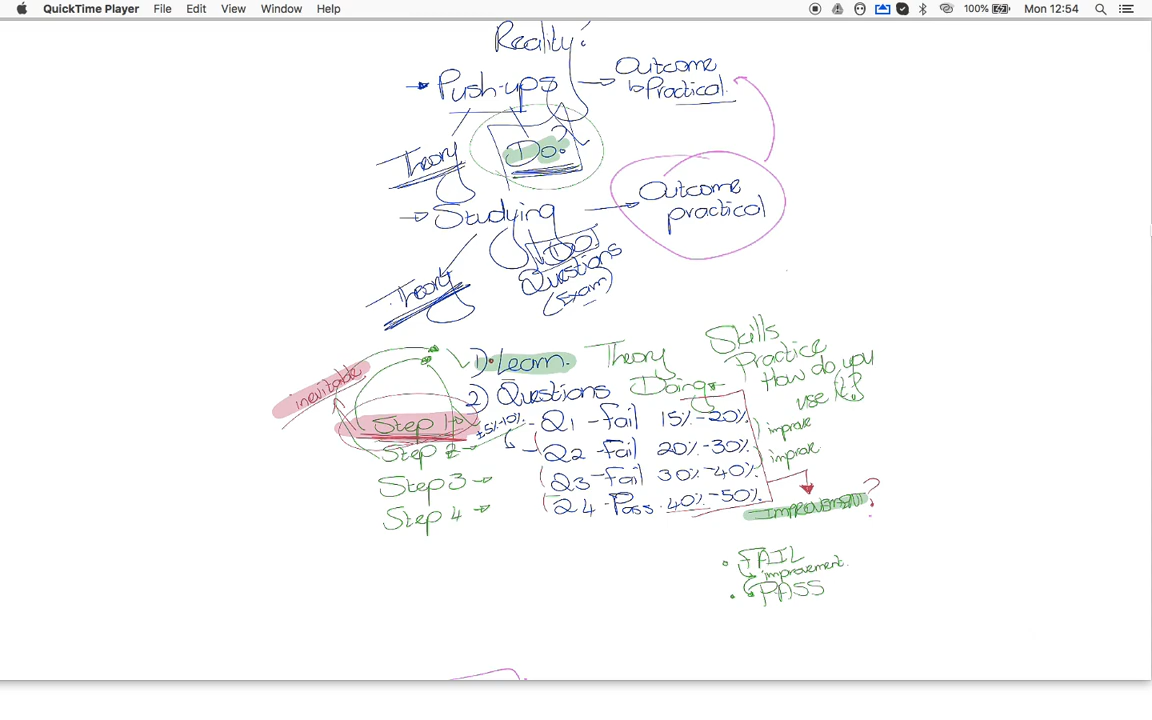 QuickTime Player File Edit View Window Help 100% Mon 12:54
Reality:
Push-ups
Outcome
Practical.
Theory
Do?
Outcome
practical
Studying
DO
Questions
(Exam)
Theory
inevitable
1) Learn. Theory
Skills
Practice
How do you
use it?
2) Questions Doing
Step 1 ±5%-10% Q1 - fail 15%-20%
improve
Step 2 Q2 - fail 20%-30%
improve
Step 3 Q3 - fail 30%-40%
Step 4 Q4 - Pass. 40%-50%
IMPROVEMENT?
FAIL
improvement.
PASS